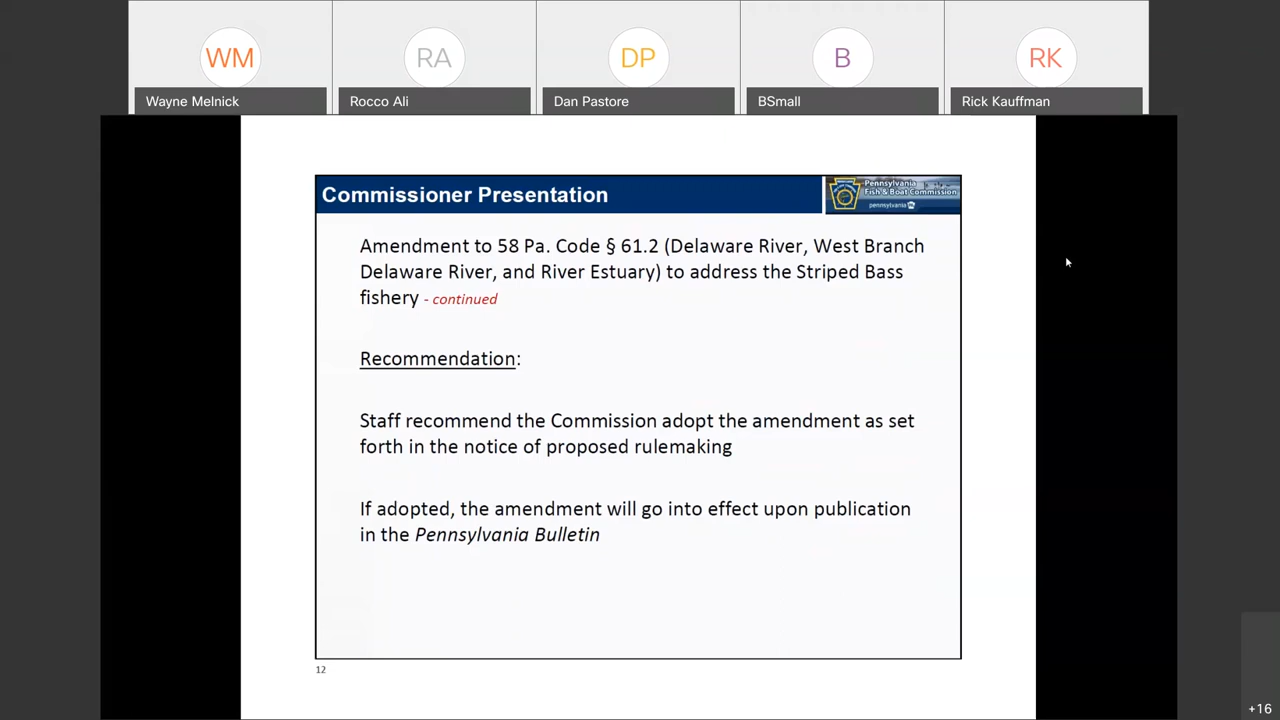 WM
RA
DP
B
RK
Wayne Melnick
Rocco Ali
Dan Pastore
BSmall
Rick Kauffman
Commissioner Presentation
Pennsylvania
Fish & Boat Commission
pennsylvania
Amendment to 58 Pa. Code § 61.2 (Delaware River, West Branch
Delaware River, and River Estuary) to address the Striped Bass
fishery - continued
Recommendation:
Staff recommend the Commission adopt the amendment as set
forth in the notice of proposed rulemaking
If adopted, the amendment will go into effect upon publication
in the Pennsylvania Bulletin
12
+16